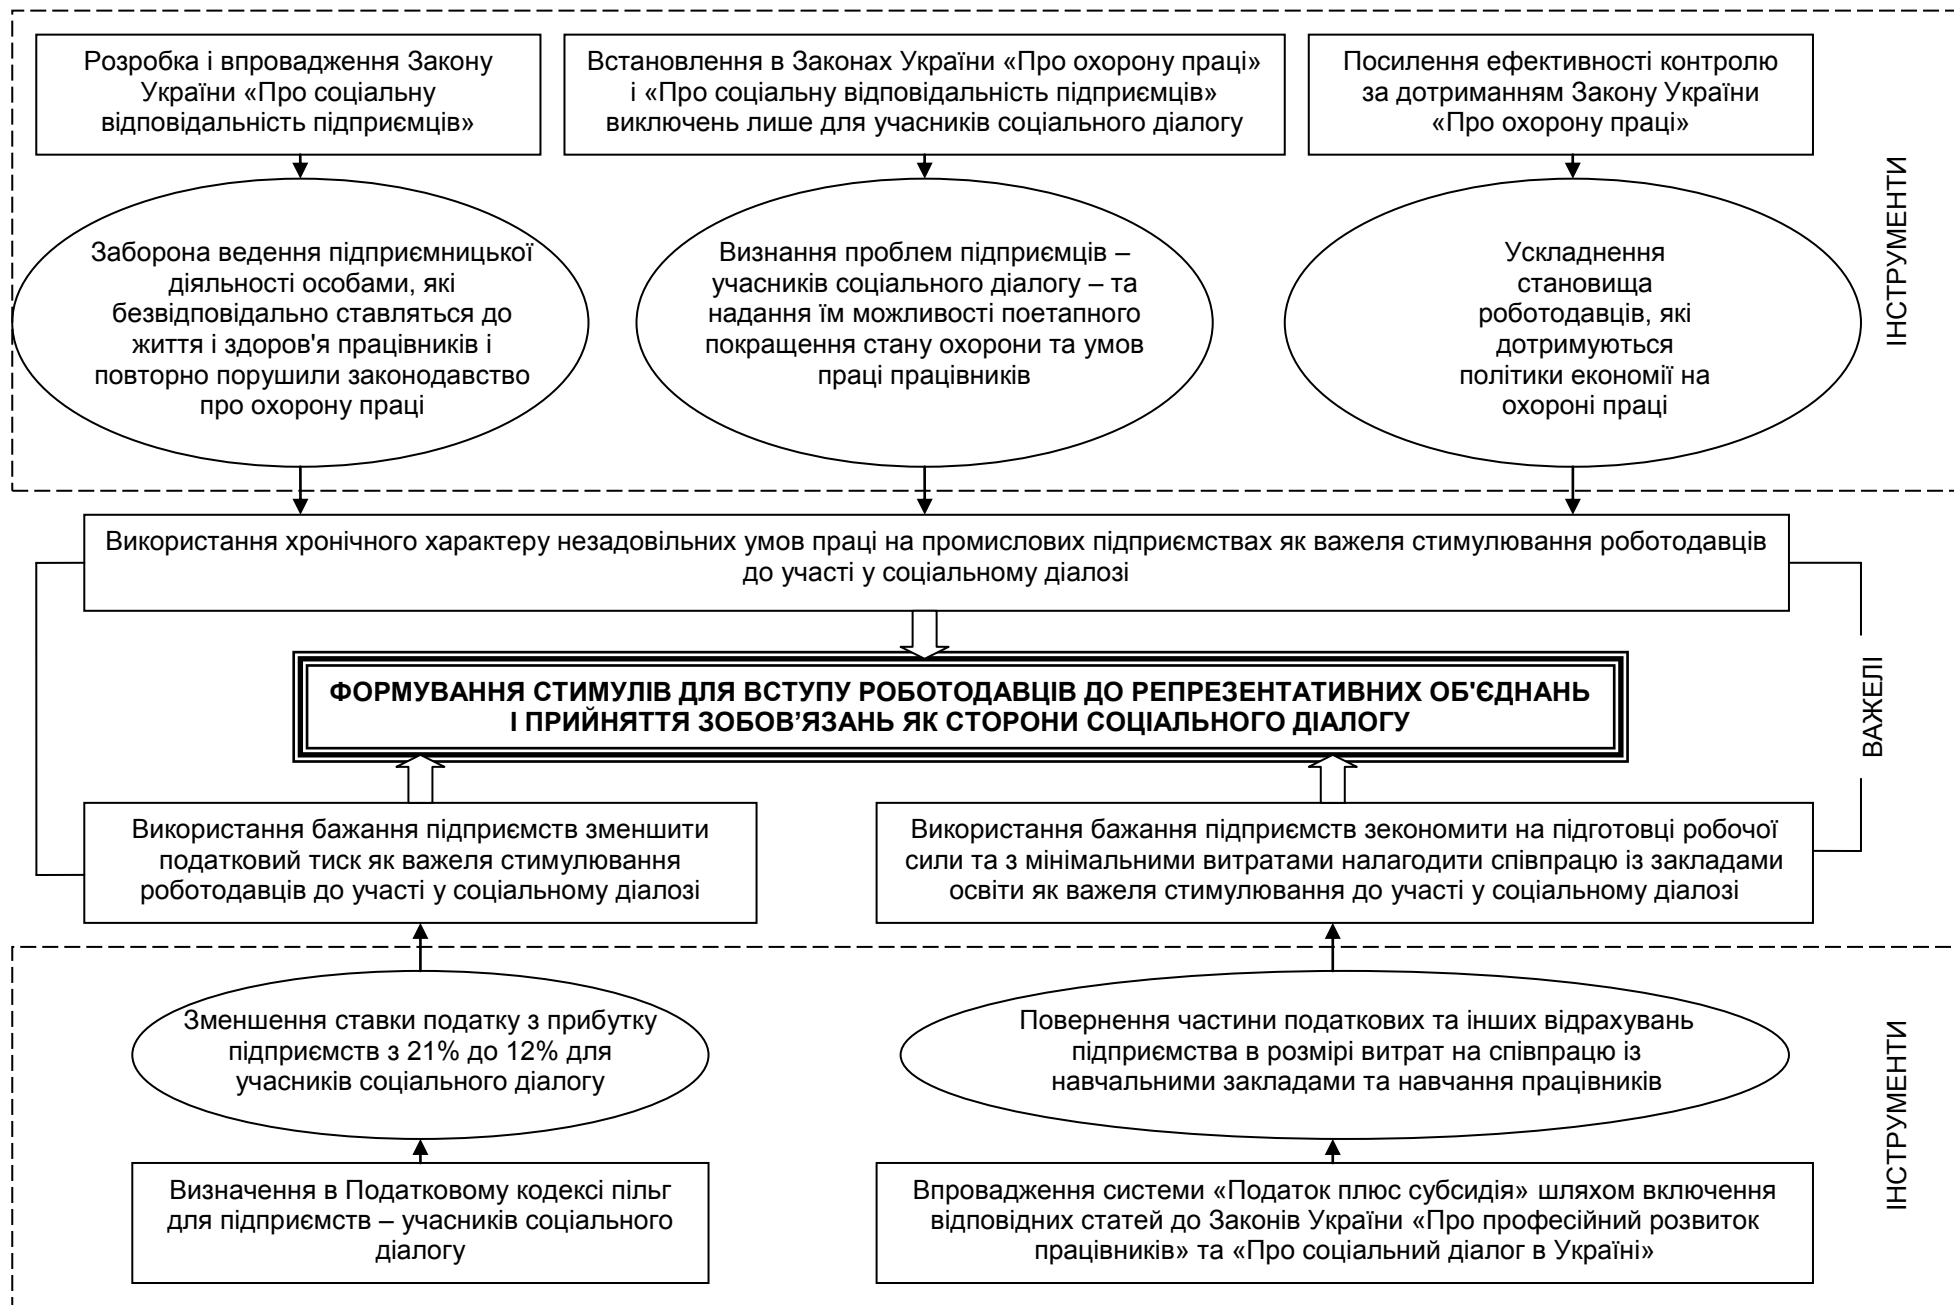 Розробка і впровадження Закону
України «Про соціальну
відповідальність підприємців»
Встановлення в Законах України «Про охорону праці»
і «Про соціальну відповідальність підприємців»
виключень лише для учасників соціального діалогу
Посилення ефективності контролю
за дотриманням Закону України
«Про охорону праці»
Заборона ведення підприємницької
діяльності особами, які
безвідповідально ставляться до
життя і здоров'я працівників і
повторно порушили законодавство
про охорону праці
Визнання проблем підприємців –
учасників соціального діалогу – та
надання їм можливості поетапного
покращення стану охорони та умов
праці працівників
Ускладнення
становища
роботодавців, які
дотримуються
політики економії на
охороні праці
ІНСТРУМЕНТИ
Використання хронічного характеру незадовільних умов праці на промислових підприємствах як важеля стимулювання роботодавців
до участі у соціальному діалозі
ФОРМУВАННЯ СТИМУЛІВ ДЛЯ ВСТУПУ РОБОТОДАВЦІВ ДО РЕПРЕЗЕНТАТИВНИХ ОБ'ЄДНАНЬ
І ПРИЙНЯТТЯ ЗОБОВ’ЯЗАНЬ ЯК СТОРОНИ СОЦІАЛЬНОГО ДІАЛОГУ
ВАЖЕЛІ
Використання бажання підприємств зменшити
податковий тиск як важеля стимулювання
роботодавців до участі у соціальному діалозі
Використання бажання підприємств зекономити на підготовці робочої
сили та з мінімальними витратами налагодити співпрацю із закладами
освіти як важеля стимулювання до участі у соціальному діалозі
Зменшення ставки податку з прибутку
підприємств з 21% до 12% для
учасників соціального діалогу
Повернення частини податкових та інших відрахувань
підприємства в розмірі витрат на співпрацю із
навчальними закладами та навчання працівників
Визначення в Податковому кодексі пільг
для підприємств – учасників соціального
діалогу
Впровадження системи «Податок плюс субсидія» шляхом включення
відповідних статей до Законів України «Про професійний розвиток
працівників» та «Про соціальний діалог в Україні»
ІНСТРУМЕНТИ